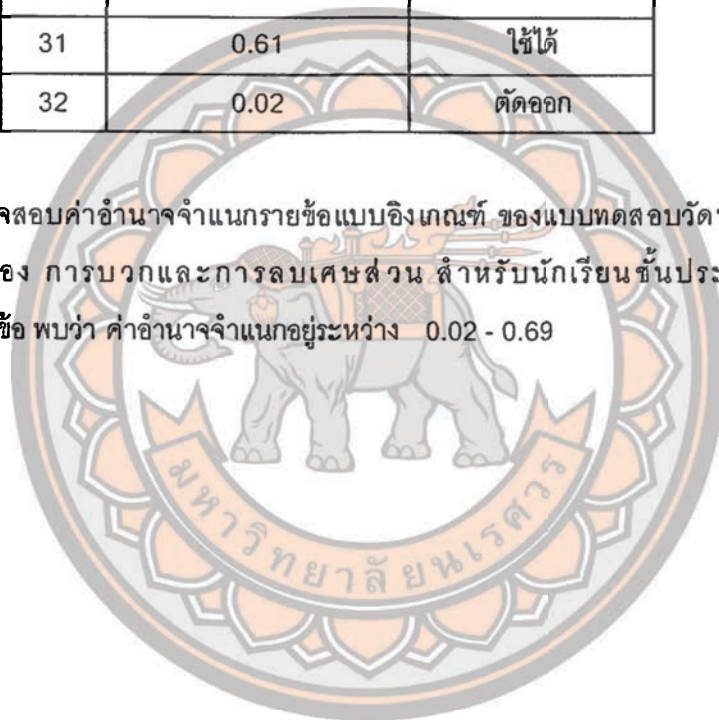 31 0.61 ใช้ได้
32 0.02 ตัดออก
จสอบค่าอำนาจจำแนกรายข้อแบบอิงเกณฑ์ ของแบบทดสอบวัด
อง การบวกและการลบเศษส่วน สำหรับนักเรียนชั้นประ
ข้อ พบว่า ค่าอำนาจจำแนกอยู่ระหว่าง 0.02 - 0.69
มหาวิทยาลัยนเรศวร